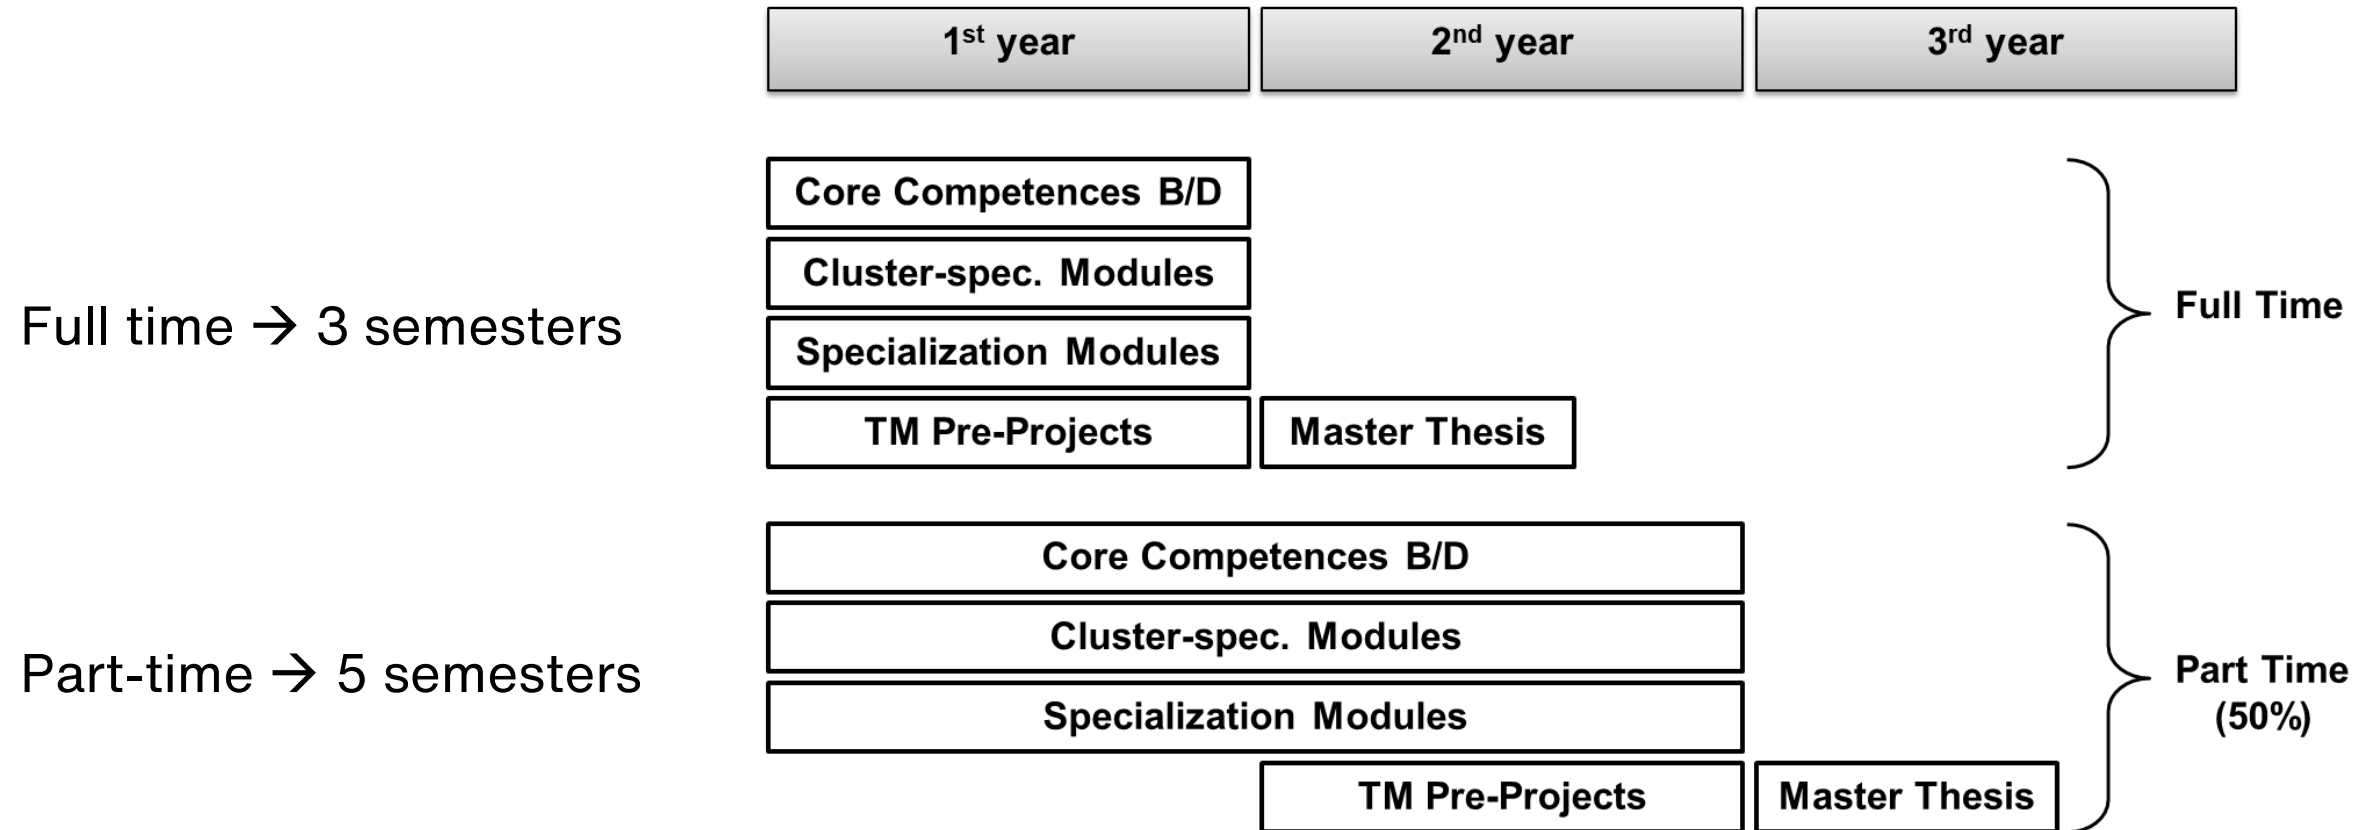 1st year
2nd year
3rd year
Full time → 3 semesters
Core Competences B/D
Cluster-spec. Modules
Specialization Modules
TM Pre-Projects
Master Thesis
Full Time
Part-time → 5 semesters
Core Competences B/D
Cluster-spec. Modules
Specialization Modules
TM Pre-Projects
Master Thesis
Part Time
(50%)